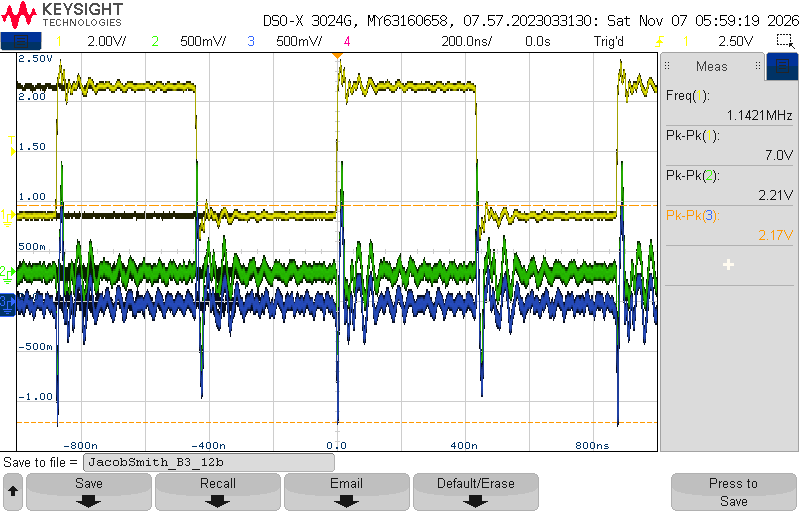 KEYSIGHT
TECHNOLOGIES
DSO-X 3024G, MY63160658, 07.57.2023033130: Sat Nov 07 05:59:19 2026
1 2.00V/ 2 500mV/ 3 500mV/ 4 200.0ns/ 0.0s Trig'd 1 2.50V
2.50V
2.00
1.50
1.00
500m
-500m
-1.00
-800n -400n 0.0 400n 800ns
T
1
2
3
Meas
Freq( ):
1.1421MHz
Pk-Pk( ):
7.0V
Pk-Pk(2):
2.21V
Pk-Pk(3):
2.17V
Save to file = JacobSmith_B3_12b
Save Recall Email Default/Erase Press to
Save